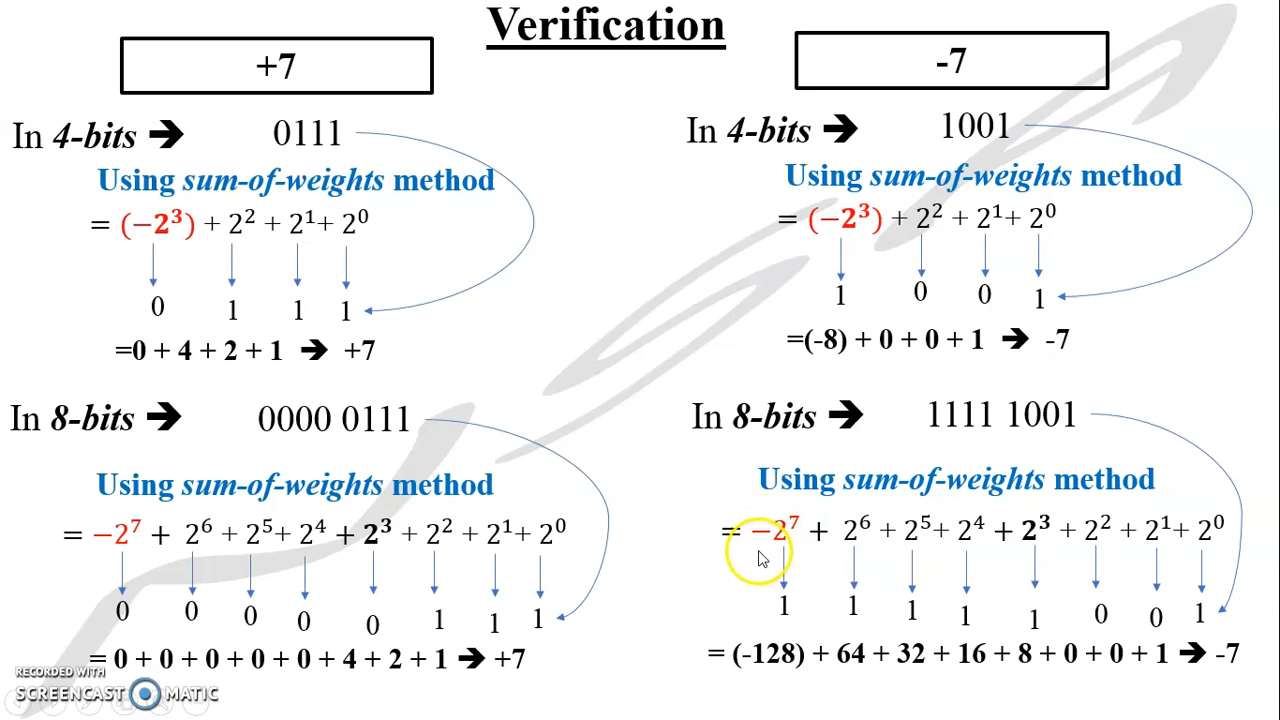 Verification
+7
In 4-bits ➔ 0111
Using sum-of-weights method
= (−2³) + 2² + 2¹ + 2⁰
0 1 1 1
=0 + 4 + 2 + 1 ➔ +7
In 8-bits ➔ 0000 0111
Using sum-of-weights method
= −2⁷ + 2⁶ + 2⁵ + 2⁴ + 2³ + 2² + 2¹ + 2⁰
0 0 0 0 0 1 1 1
= 0 + 0 + 0 + 0 + 0 + 4 + 2 + 1 ➔ +7
-7
In 4-bits ➔ 1001
Using sum-of-weights method
= (−2³) + 2² + 2¹ + 2⁰
1 0 0 1
=(-8) + 0 + 0 + 1 ➔ -7
In 8-bits ➔ 1111 1001
Using sum-of-weights method
= −2⁷ + 2⁶ + 2⁵ + 2⁴ + 2³ + 2² + 2¹ + 2⁰
1 1 1 1 1 0 0 1
= (-128) + 64 + 32 + 16 + 8 + 0 + 0 + 1 ➔ -7
RECORDED WITH
SCREENCAST MATIC